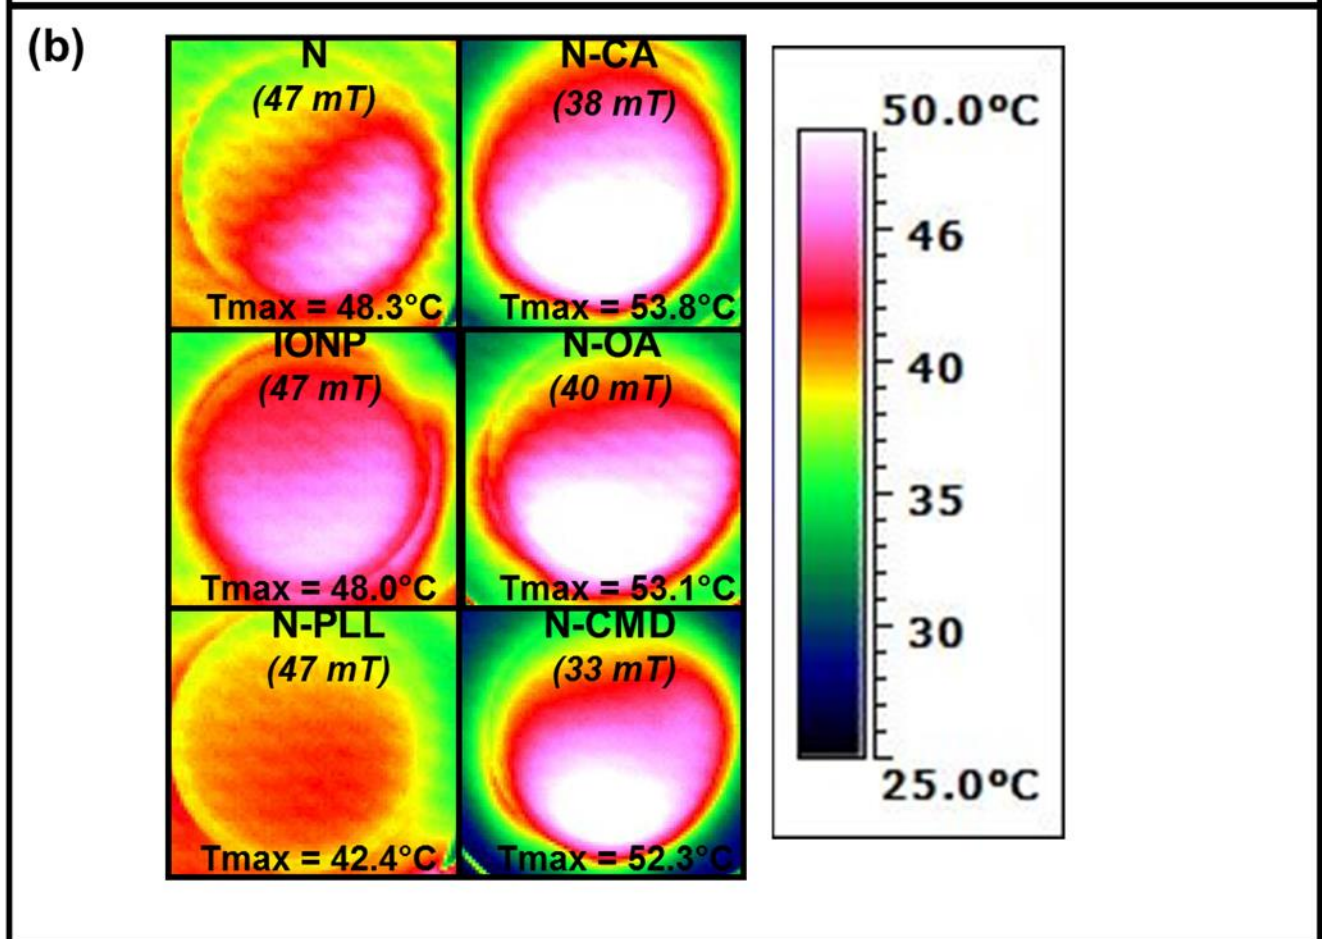 (b)
N
(47 mT)
Tmax = 48.3°C
N-CA
(38 mT)
Tmax = 53.8°C
IONP
(47 mT)
Tmax = 48.0°C
N-OA
(40 mT)
Tmax = 53.1°C
N-PLL
(47 mT)
Tmax = 42.4°C
N-CMD
(33 mT)
Tmax = 52.3°C
50.0ºC
46
40
35
30
25.0ºC